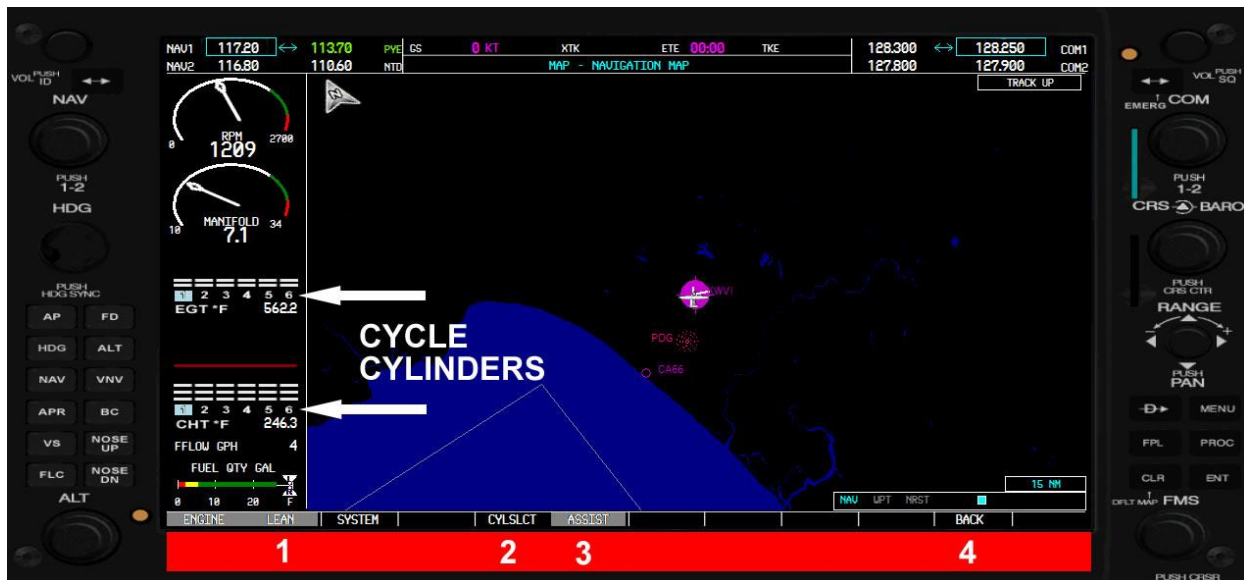 NAV1 117.20 ↔ 113.70 PYE GS 0 KT XTK ETE 00:00 TKE 128.300 ↔ 128.250 COM1
NAV2 116.80 110.60 NTD MAP - NAVIGATION MAP 127.800 127.900 COM2
TRACK UP
N
RPM
0 1209 2700
MANIFOLD
10 7.1 34
1 2 3 4 5 6
EGT °F 562.2
CYCLE
CYLINDERS
1 2 3 4 5 6
CHT °F 246.3
FFLOW GPH 4
FUEL QTY GAL
0 10 20 F
KWVI
PDG
CA66
15 NM
NAV WPT NRST
ENGINE LEAN SYSTEM CYLSLCT ASSIST BACK
1 2 3 4
VOL PUSH ID
NAV
PUSH
1-2
HDG
PUSH
HDG SYNC
AP FD
HDG ALT
NAV VNV
APR BC
VS NOSE UP
FLC NOSE DN
ALT
VOL PUSH SQ
EMERG COM
PUSH
1-2
CRS BARO
PUSH
CRS CTR
RANGE
- +
PUSH
PAN
D MENU
FPL PROC
CLR ENT
DFLT MAP FMS
PUSH CRSR